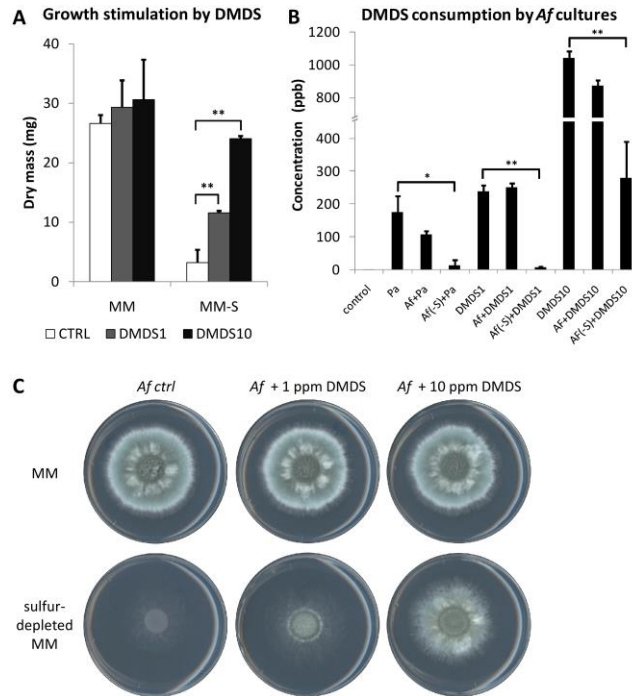 A Growth stimulation by DMDS
40
30
20
10
0
Dry mass (mg)
**
**
MM MM-S
CTRL DMDS1 DMDS10
B DMDS consumption by Af cultures
1200
1000
800
400
300
200
100
0
Concentration (ppb)
*
**
**
control
Pa
Af+Pa
Af(-S)+Pa
DMDS1
Af+DMDS1
Af(-S)+DMDS1
DMDS10
AF+DMDS10
AF(-S)+DMDS10
C
Af ctrl Af + 1 ppm DMDS Af + 10 ppm DMDS
MM
sulfur-
depleted
MM